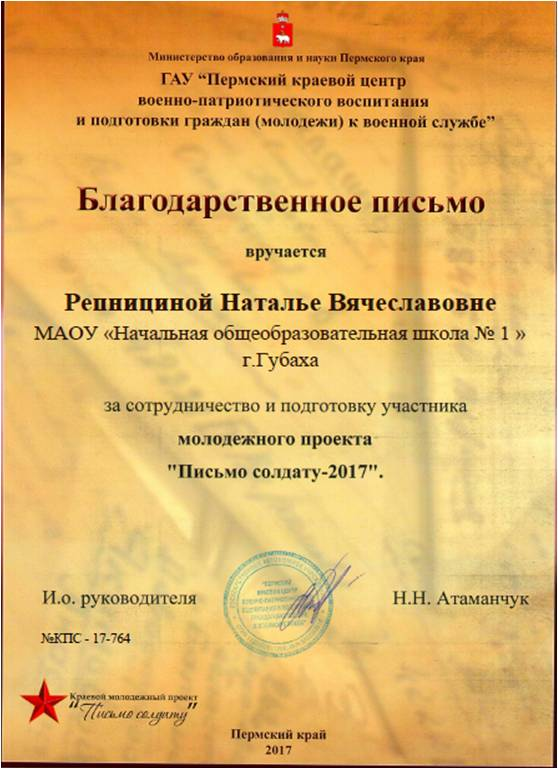 Министерство образования и науки Пермского края
ГАУ “Пермский краевой центр
военно-патриотического воспитания
и подготовки граждан (молодежи) к военной службе”
Благодарственное письмо
вручается
Репнициной Наталье Вячеславовне
МАОУ «Начальная общеобразовательная школа № 1 »
г.Губаха
за сотрудничество и подготовку участника
молодежного проекта
"Письмо солдату-2017".
И.о. руководителя
Н.Н. Атаманчук
№КПС - 17-764
Краевой молодежный проект
“Письмо солдату”
Пермский край
2017